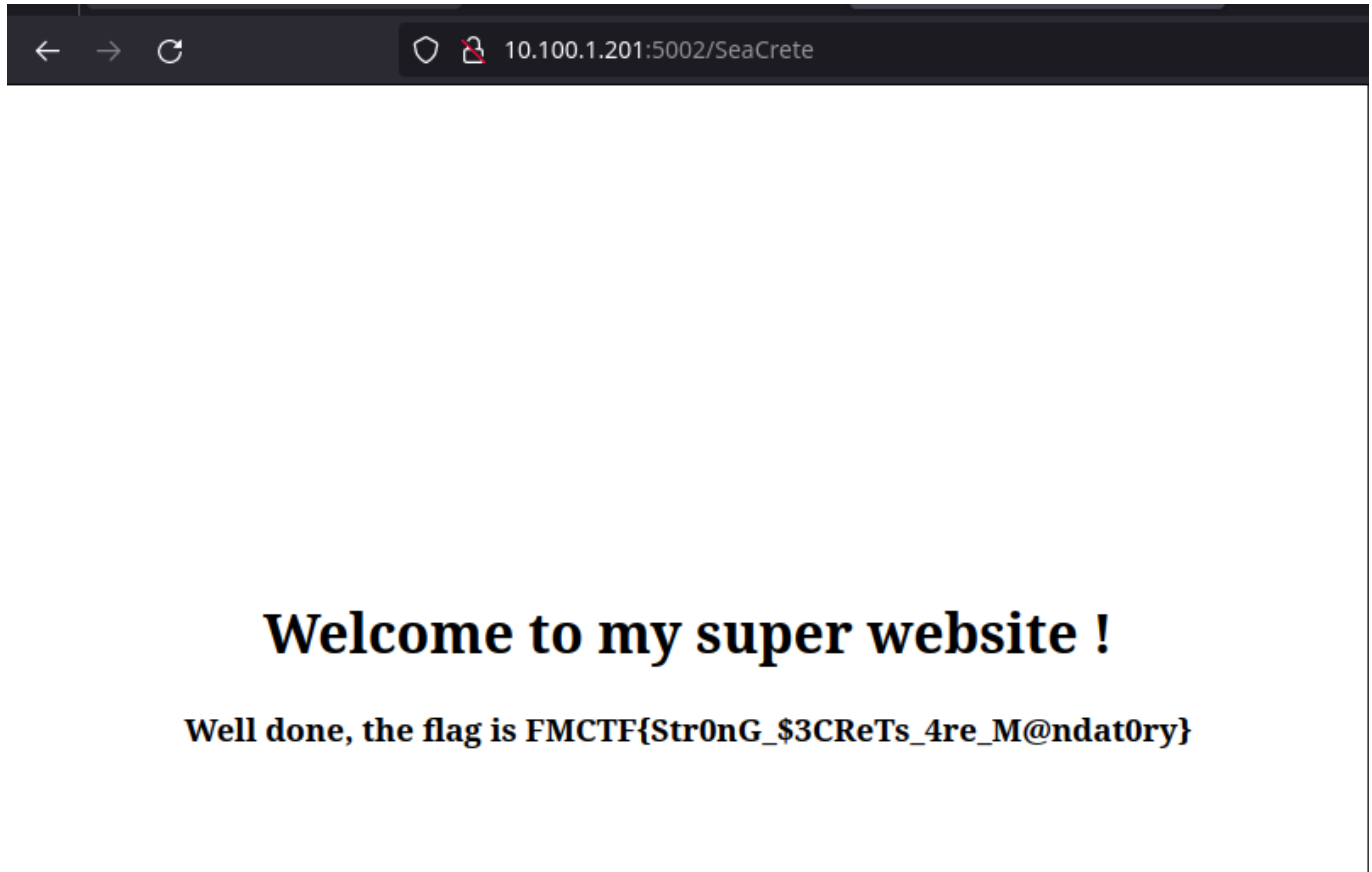 10.100.1.201:5002/SeaCrete
Welcome to my super website !
Well done, the flag is FMCTF{Str0nG_$3CReTs_4re_M@ndat0ry}